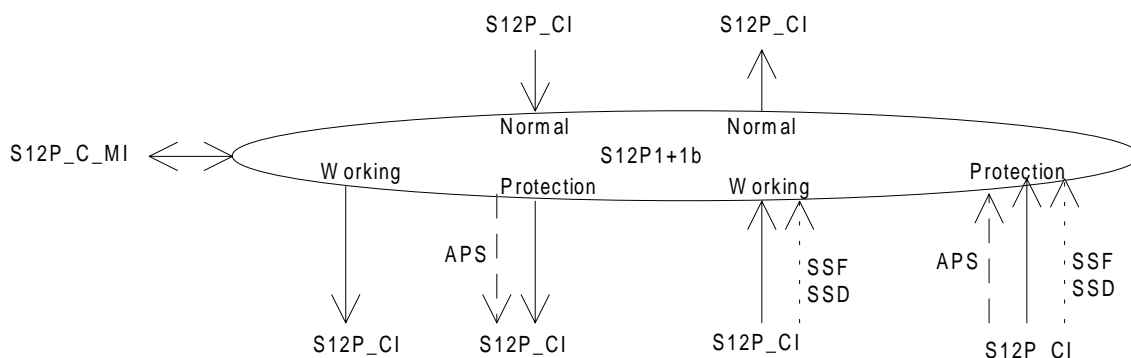 S12P_CI S12P_CI
Normal Normal
S12P_C_MI
S12P1+1b
Working Protection Working Protection
APS SSF APS SSF
SSD SSD
S12P_CI S12P_CI S12P_CI S12P_CI